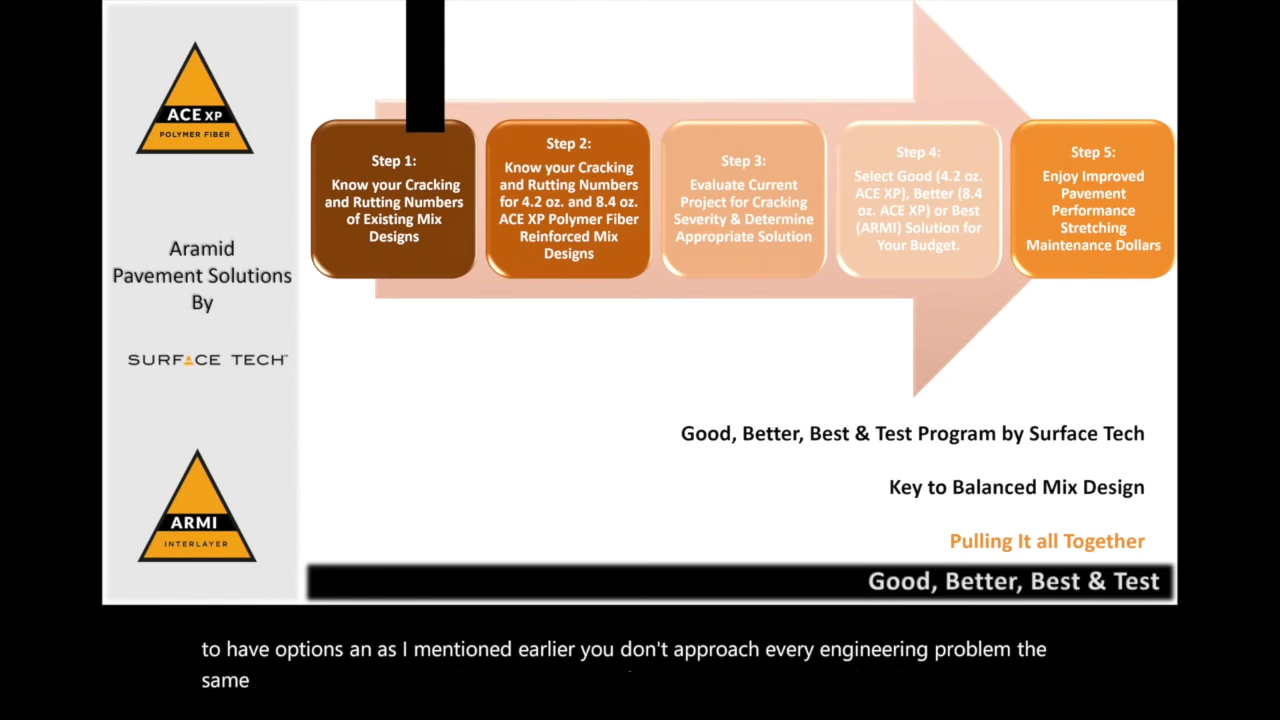 ACE XP
POLYMER FIBER
Aramid
Pavement Solutions
By
SURFACE TECH
ARMI
INTERLAYER
Step 1:
Know your Cracking
and Rutting Numbers
of Existing Mix
Designs
Step 2:
Know your Cracking
and Rutting Numbers
for 4.2 oz. and 8.4 oz.
ACE XP Polymer Fiber
Reinforced Mix
Designs
Step 3:
Evaluate Current
Project for Cracking
Severity & Determine
Appropriate Solution
Step 4:
Select Good (4.2 oz.
ACE XP), Better (8.4
oz. ACE XP) or Best
(ARMI) Solution for
Your Budget.
Step 5:
Enjoy Improved
Pavement
Performance
Stretching
Maintenance Dollars
Good, Better, Best & Test Program by Surface Tech
Key to Balanced Mix Design
Pulling It all Together
Good, Better, Best & Test
to have options an as I mentioned earlier you don't approach every engineering problem the
same